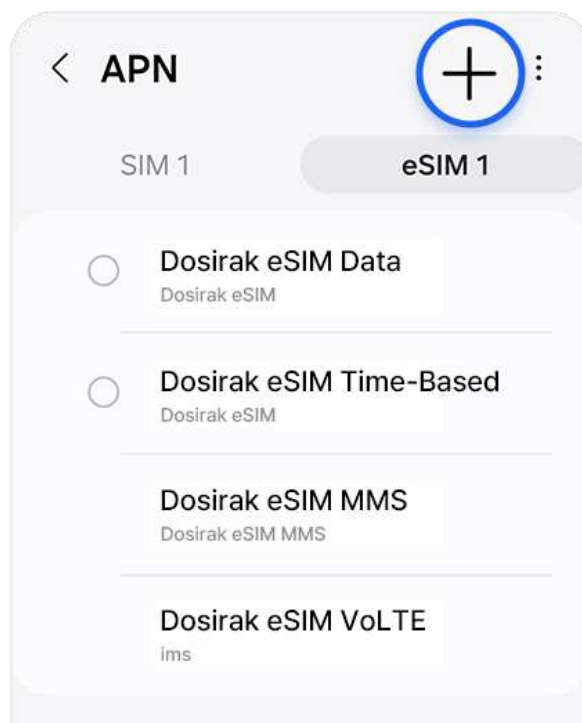 APN
SIM 1
eSIM 1
Dosirak eSIM Data
Dosirak eSIM
Dosirak eSIM Time-Based
Dosirak eSIM
Dosirak eSIM MMS
Dosirak eSIM MMS
Dosirak eSIM VoLTE
ims